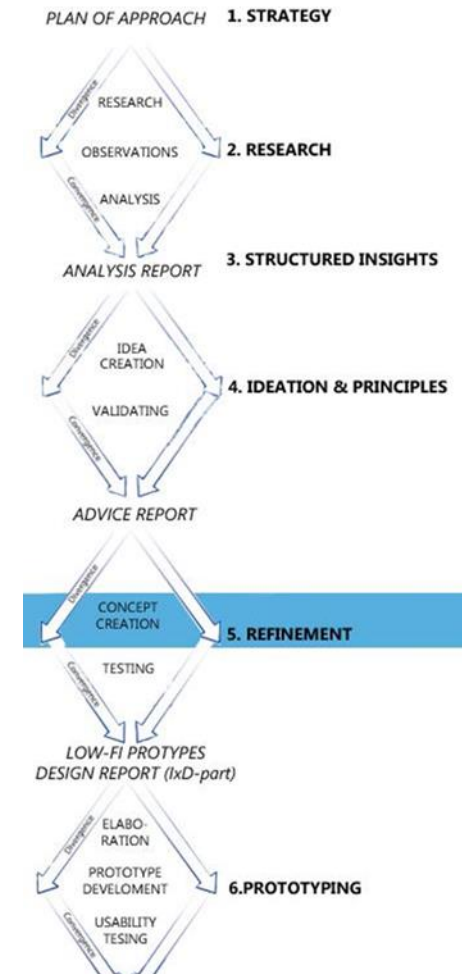 PLAN OF APPROACH 1. STRATEGY
Divergence
RESEARCH
OBSERVATIONS 2. RESEARCH
Convergence
ANALYSIS
ANALYSIS REPORT 3. STRUCTURED INSIGHTS
Divergence
IDEA
CREATION
4. IDEATION & PRINCIPLES
VALIDATING
Convergence
ADVICE REPORT
Divergence
CONCEPT
CREATION
5. REFINEMENT
Convergence
TESTING
LOW-FI PROTYPES
DESIGN REPORT (IxD-part)
Divergence
ELABO-
RATION
PROTOTYPE
DEVELOMENT 6.PROTOTYPING
USABILITY
TESING
Convergence